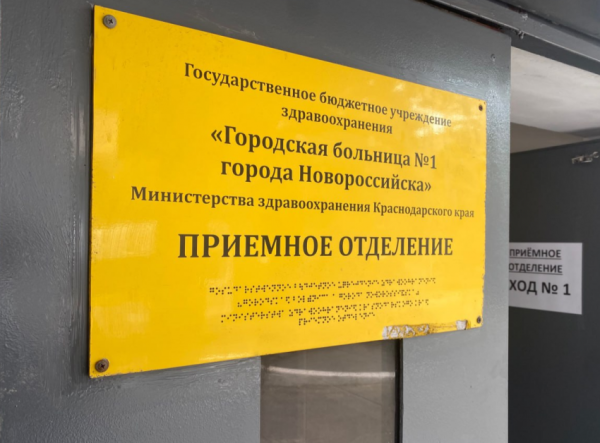 Государственное бюджетное учреждение
здравоохранения
«Городская больница №1
города Новороссийска»
Министерства здравоохранения Краснодарского края
ПРИЕМНОЕ ОТДЕЛЕНИЕ
ПРИЁМНОЕ
ОТДЕЛЕНИЕ
ХОД № 1